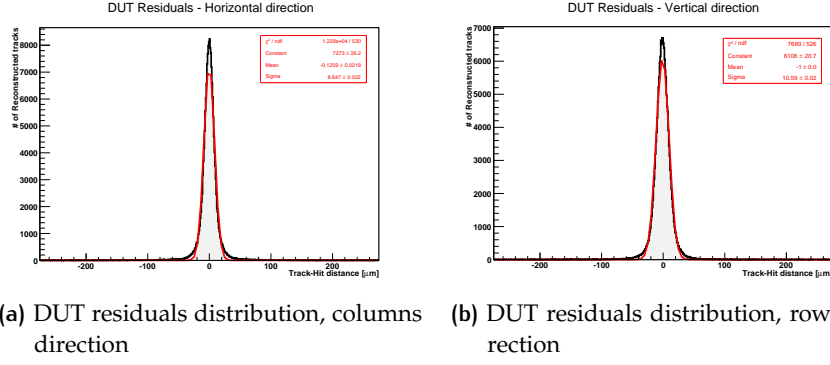 DUT Residuals - Horizontal direction
# of Reconstructed tracks
8000
7000
6000
5000
4000
3000
2000
1000
0
-200
-100
0
100
200
Track-Hit distance [μm]
χ² / ndf 1.229e+04 / 530
Constant 7273 ± 26.2
Mean -0.1259 ± 0.0218
Sigma 8.647 ± 0.022
(a) DUT residuals distribution, columns
direction
DUT Residuals - Vertical direction
# of Reconstructed tracks
7000
6000
5000
4000
3000
2000
1000
0
-200
-100
0
100
200
Track-Hit distance [μm]
χ² / ndf 7689 / 526
Constant 6106 ± 20.7
Mean -1 ± 0.0
Sigma 10.59 ± 0.02
(b) DUT residuals distribution, row
rection